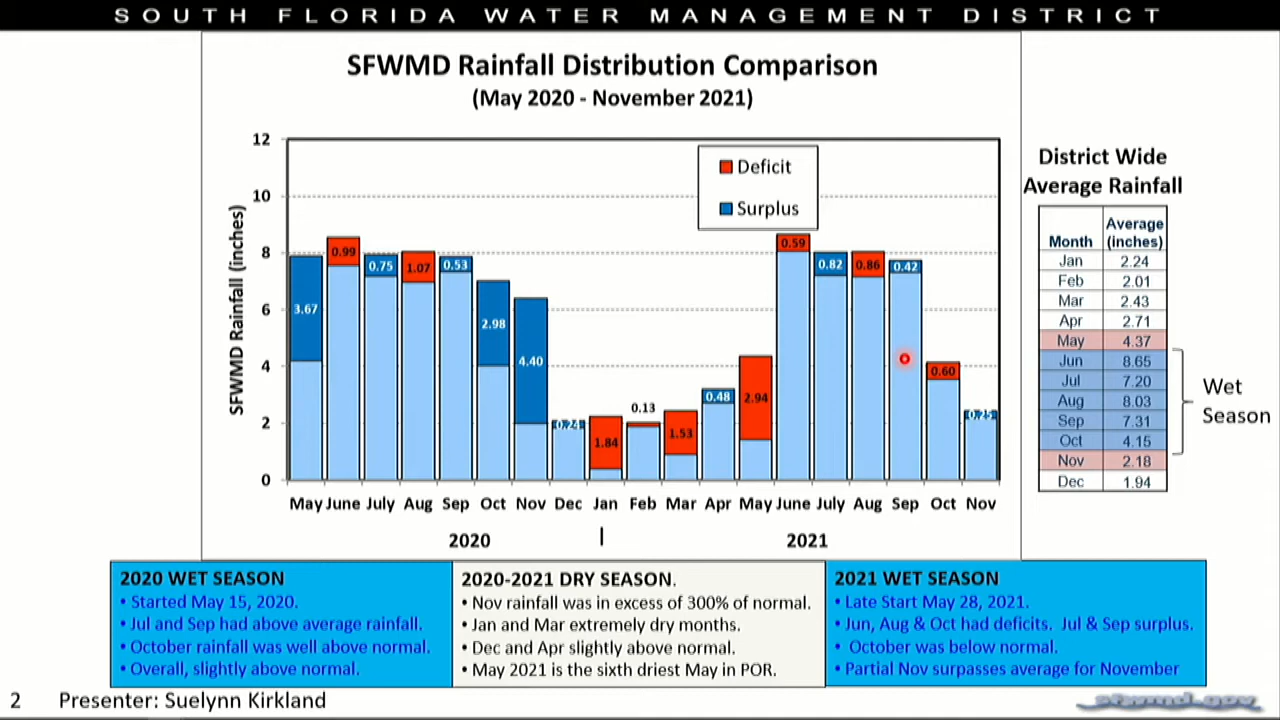 SOUTH FLORIDA WATER MANAGEMENT DISTRICT
SFWMD Rainfall Distribution Comparison
(May 2020 - November 2021)
SFWMD Rainfall (inches)
12
10
8
6
4
2
0
Deficit
Surplus
3.67
0.99
0.75
1.07
0.53
2.98
4.40
0.24
1.84
0.13
1.53
0.48
2.94
0.59
0.82
0.86
0.42
0.60
0.25
May June July Aug Sep Oct Nov Dec Jan Feb Mar Apr May June July Aug Sep Oct Nov
2020 2021
District Wide
Average Rainfall
Month Average (inches)
Jan 2.24
Feb 2.01
Mar 2.43
Apr 2.71
May 4.37
Jun 8.65
Jul 7.20
Aug 8.03
Sep 7.31
Oct 4.15
Nov 2.18
Dec 1.94
Wet
Season
2020 WET SEASON
• Started May 15, 2020.
• Jul and Sep had above average rainfall.
• October rainfall was well above normal.
• Overall, slightly above normal.
2020-2021 DRY SEASON.
• Nov rainfall was in excess of 300% of normal.
• Jan and Mar extremely dry months.
• Dec and Apr slightly above normal.
• May 2021 is the sixth driest May in POR.
2021 WET SEASON
• Late Start May 28, 2021.
• Jun, Aug & Oct had deficits. Jul & Sep surplus.
• October was below normal.
• Partial Nov surpasses average for November
2 Presenter: Suelynn Kirkland
sfwmd.gov